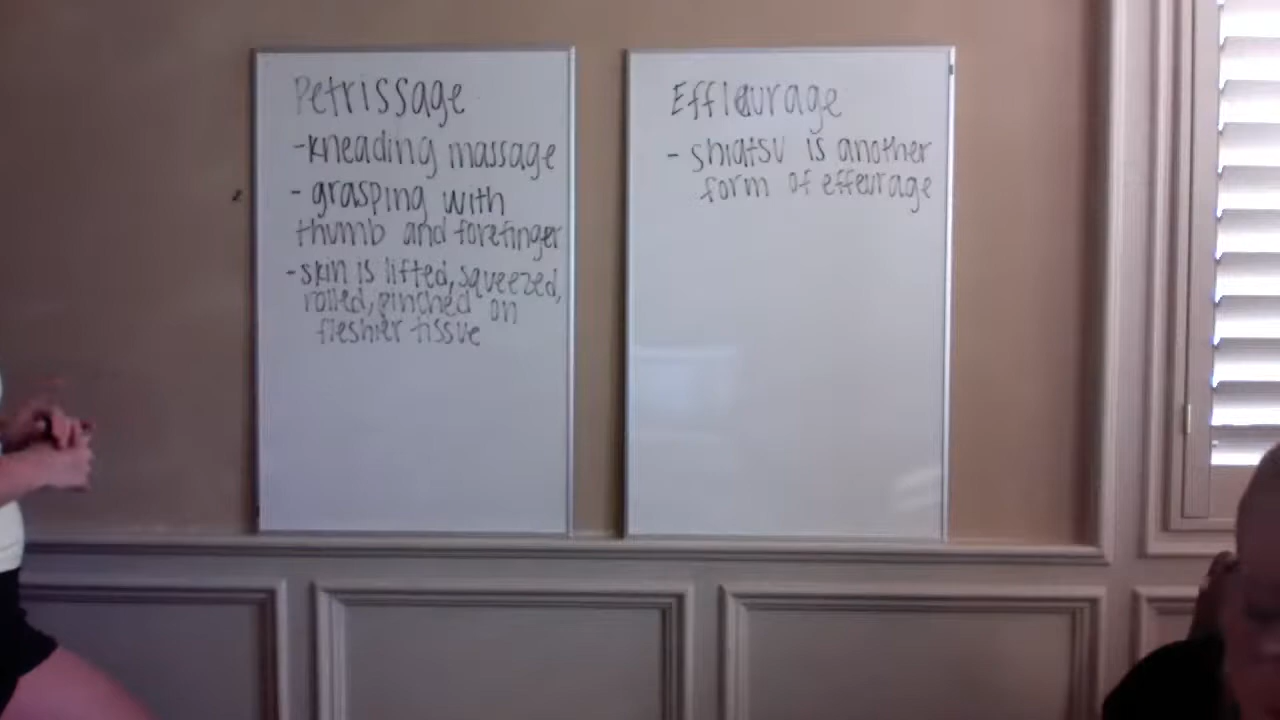 Petrissage
-kneading massage
- grasping with
thumb and forefinger
-skin is lifted, squeezed,
rolled, pinched on
fleshier tissue
Effleurage
- shiatsu is another
form of effeurage